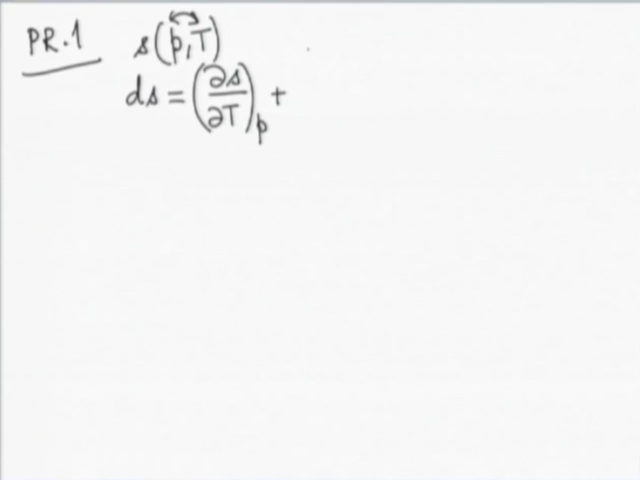 PR.1 s(p,T)
ds = (∂s/∂T)p +